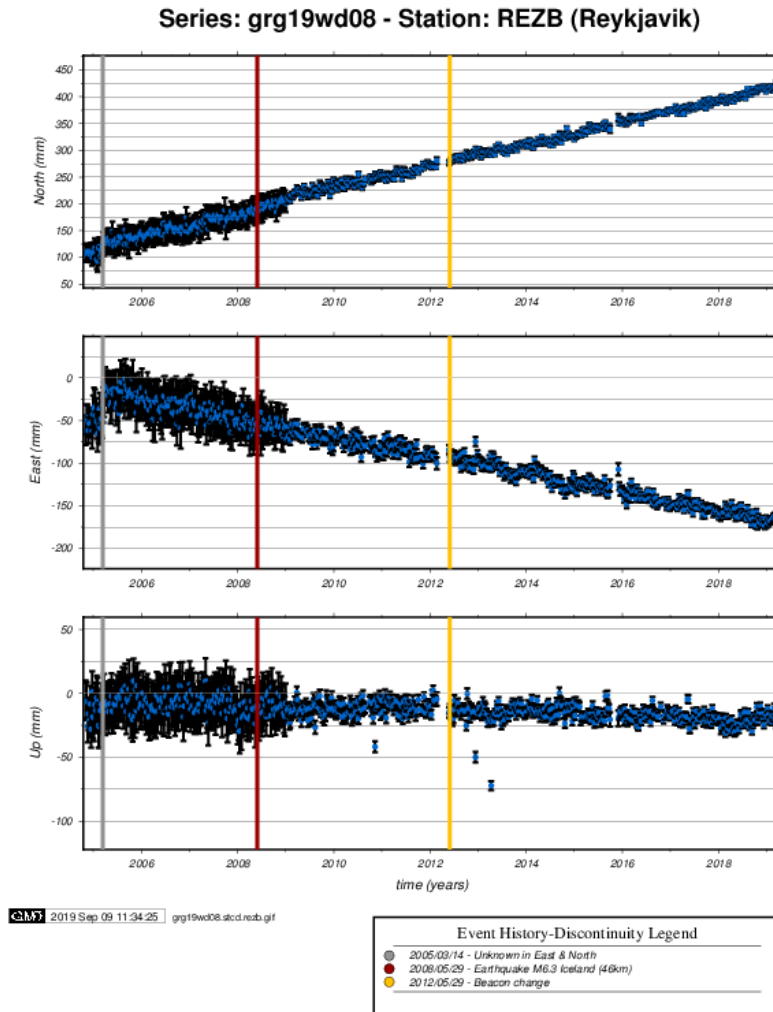 Series: grg19wd08 - Station: REZB (Reykjavik)
450
400
350
300
250
200
150
100
50
North (mm)
2006 2008 2010 2012 2014 2016 2018
0
-50
-100
-150
-200
East (mm)
2006 2008 2010 2012 2014 2016 2018
50
0
-50
-100
Up (mm)
2006 2008 2010 2012 2014 2016 2018
time (years)
GMT 2019 Sep 09 11:34:25 grg19wd08.stcd.rezb.gif
Event History-Discontinuity Legend
2005/03/14 - Unknown in East & North
2008/05/29 - Earthquake M6.3 Iceland (46km)
2012/05/29 - Beacon change